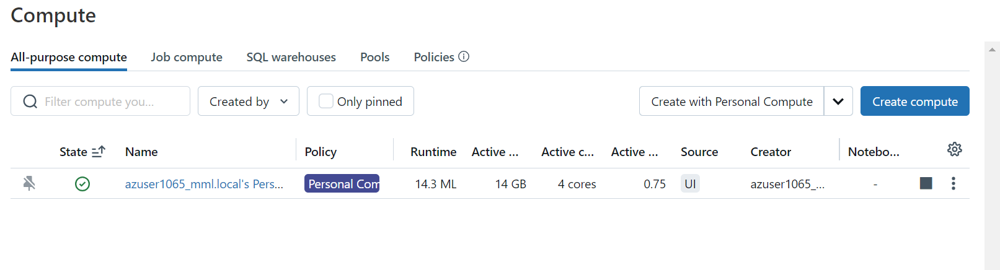 Compute
All-purpose compute Job compute SQL warehouses Pools Policies
Filter compute you... Created by Only pinned Create with Personal Compute Create compute
State Name Policy Runtime Active ... Active c... Active ... Source Creator Notebo...
azuser1065_mml.local's Pers... Personal Com 14.3 ML 14 GB 4 cores 0.75 UI azuser1065_... -